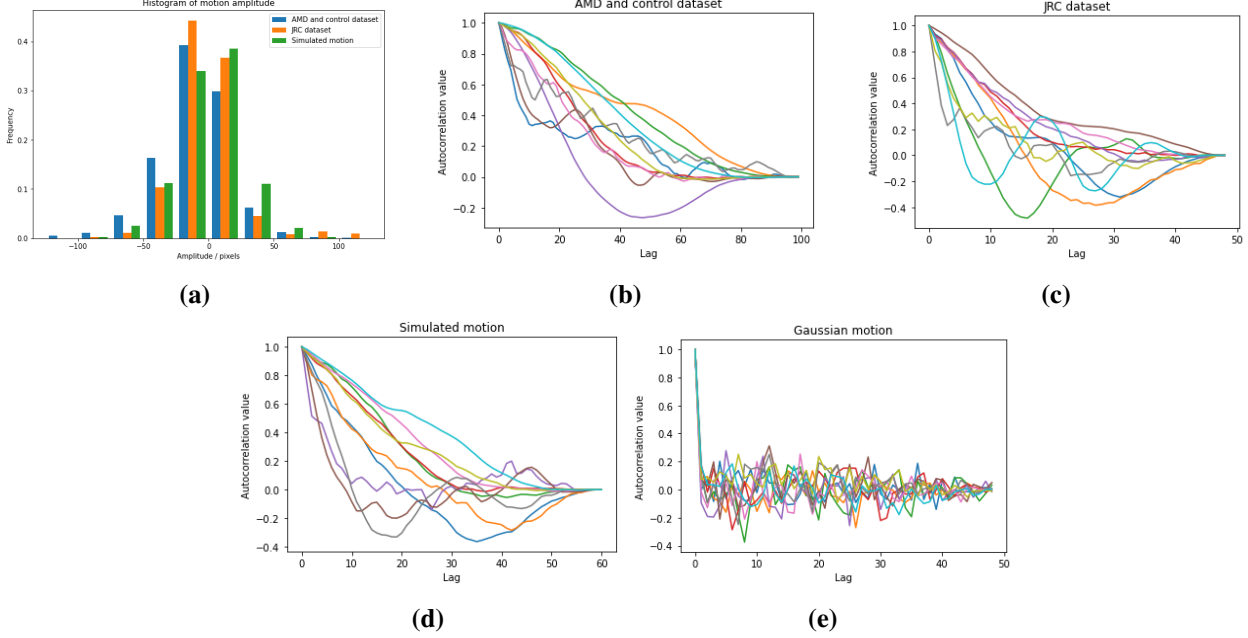 Histogram of motion amplitude
AMD and control dataset
JRC dataset
Simulated motion
Frequency
0.4
0.3
0.2
0.1
0.0
−100
−50
0
50
100
Amplitude / pixels
(a)
AMD and control dataset
Autocorrelation value
1.0
0.8
0.6
0.4
0.2
0.0
−0.2
0
20
40
60
80
100
Lag
(b)
JRC dataset
Autocorrelation value
1.0
0.8
0.6
0.4
0.2
0.0
−0.2
−0.4
0
10
20
30
40
50
Lag
(c)
Simulated motion
Autocorrelation value
1.0
0.8
0.6
0.4
0.2
0.0
−0.2
−0.4
0
10
20
30
40
50
60
Lag
(d)
Gaussian motion
Autocorrelation value
1.0
0.8
0.6
0.4
0.2
0.0
−0.2
−0.4
0
10
20
30
40
50
Lag
(e)